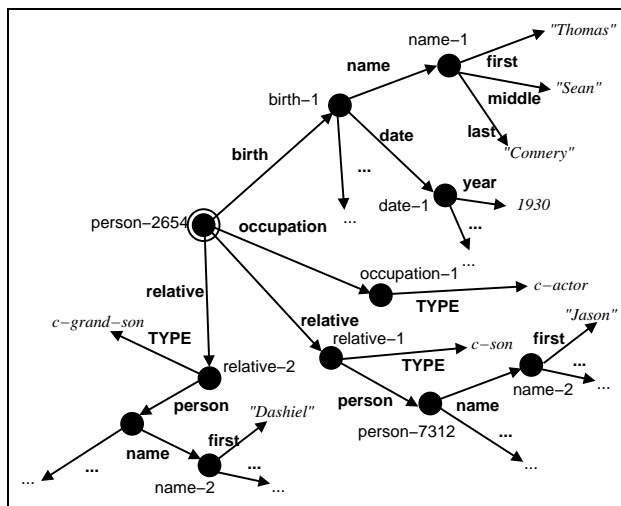 "Thomas"
name−1
first
name
"Sean"
middle
birth−1
last
date
"Connery"
birth
...
year
date−1
1930
...
person−2654
occupation
...
...
occupation−1
c−actor
relative
TYPE
"Jason"
c−grand−son
relative
first
TYPE
relative−1
c−son
TYPE
...
relative−2
name−2
...
person
person
name
"Dashiel"
person−7312
first
...
name
...
...
...
...
name−2
...